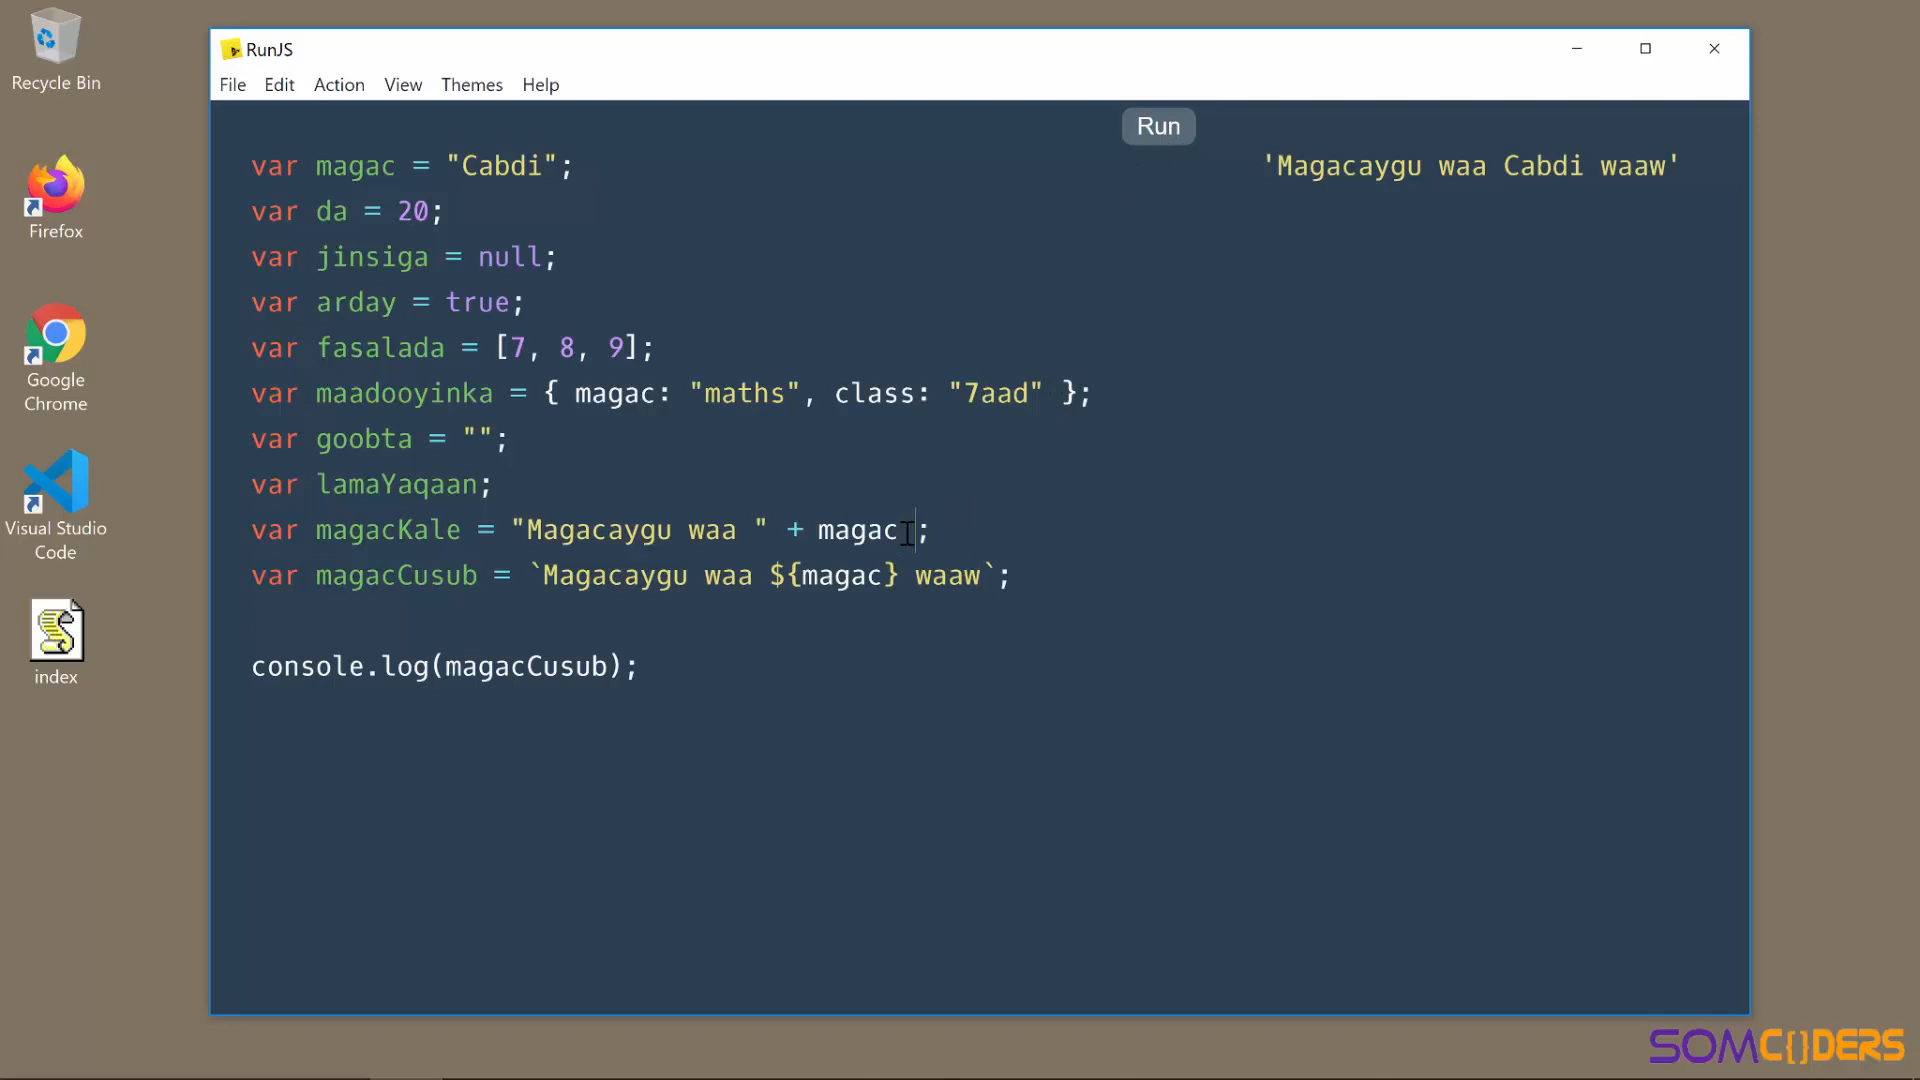 Recycle Bin
Firefox
Google
Chrome
Visual Studio
Code
index
RunJS
File Edit Action View Themes Help
Run
var magac = "Cabdi";
var da = 20;
var jinsiga = null;
var arday = true;
var fasalada = [7, 8, 9];
var maadooyinka = { magac: "maths", class: "7aad" };
var goobta = "";
var lamaYaqaan;
var magacKale = "Magacaygu waa " + magac ;
var magacCusub = `Magacaygu waa ${magac} waaw`;
console.log(magacCusub);
'Magacaygu waa Cabdi waaw'
SOMC{}DERS